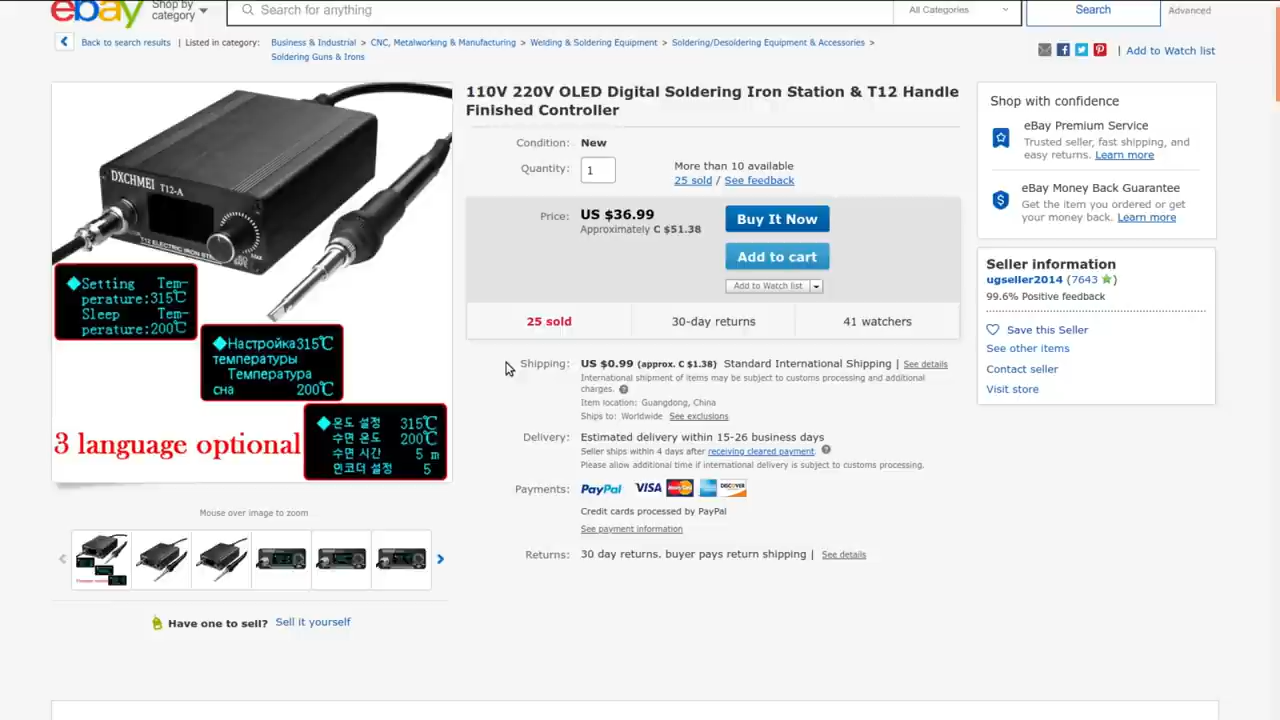 ebay
Shop by
category
Search for anything
All Categories
Search
Advanced
Back to search results | Listed in category: Business & Industrial > CNC, Metalworking & Manufacturing > Welding & Soldering Equipment > Soldering/Desoldering Equipment & Accessories >
Soldering Guns & Irons
| Add to Watch list
110V 220V OLED Digital Soldering Iron Station & T12 Handle
Finished Controller
Condition: New
Quantity: 1
More than 10 available
25 sold / See feedback
Price: US $36.99
Approximately C $51.38
Buy It Now
Add to cart
Add to Watch list
25 sold
30-day returns
41 watchers
Shipping: US $0.99 (approx. C $1.38) Standard International Shipping | See details
International shipment of items may be subject to customs processing and additional
charges.
Item location: Guangdong, China
Ships to: Worldwide See exclusions
Delivery: Estimated delivery within 15-26 business days
Seller ships within 4 days after receiving cleared payment.
Please allow additional time if international delivery is subject to customs processing.
Payments: PayPal VISA MasterCard DISCOVER
Credit cards processed by PayPal
See payment information
Returns: 30 day returns. buyer pays return shipping | See details
Shop with confidence
eBay Premium Service
Trusted seller, fast shipping, and
easy returns. Learn more
eBay Money Back Guarantee
Get the item you ordered or get
your money back. Learn more
Seller information
ugseller2014 (7643)
99.6% Positive feedback
Save this Seller
See other items
Contact seller
Visit store
DXCHMEI T12-A
T12 ELECTRIC IRON
MAX
Setting Tem-
perature:315℃
Sleep Tem-
perature:200℃
Настройка315℃
температуры
Температура
сна 200℃
온도 설정 315℃
수면 온도 200℃
수면 시간 5 m
인코더 설정 5
3 language optional
Mouse over image to zoom
Have one to sell? Sell it yourself